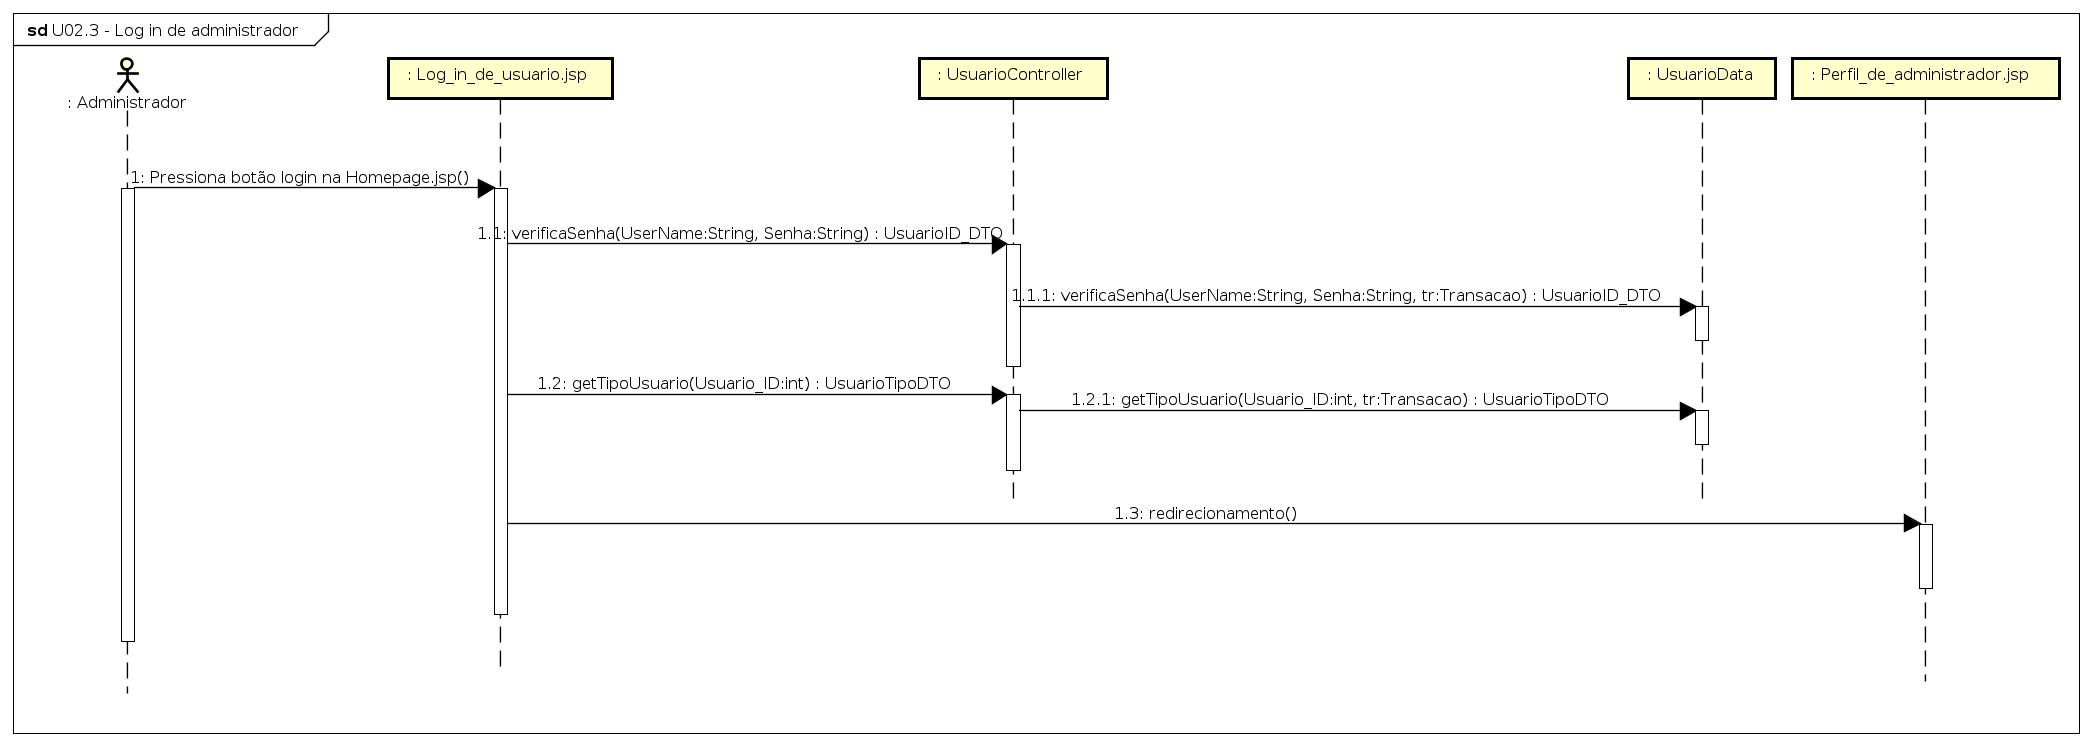 sd U02.3 - Log in de administrador
: Administrador
: Log_in_de_usuario.jsp
: UsuarioController
: UsuarioData
: Perfil_de_administrador.jsp
1: Pressiona botão login na Homepage.jsp()
1.1: verificaSenha(UserName:String, Senha:String) : UsuarioID_DTO
1.1.1: verificaSenha(UserName:String, Senha:String, tr:Transacao) : UsuarioID_DTO
1.2: getTipoUsuario(Usuario_ID:int) : UsuarioTipoDTO
1.2.1: getTipoUsuario(Usuario_ID:int, tr:Transacao) : UsuarioTipoDTO
1.3: redirecionamento()